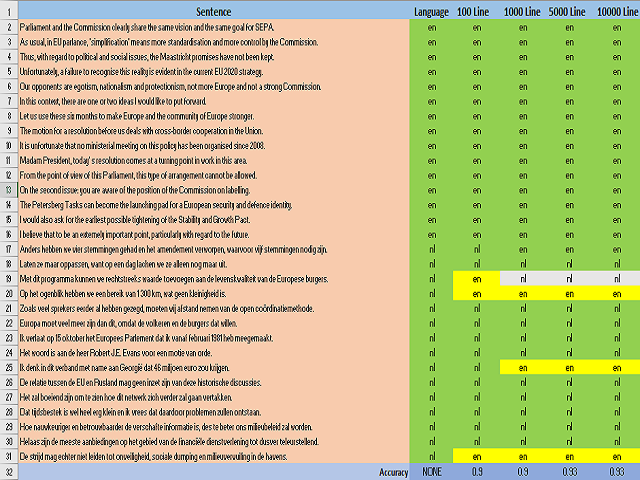 1 Sentence Language 100 Line 1000 Line 5000 Line 10000 Line
2 Parliament and the Commission clearly share the same vision and the same goal for SEPA. en en en en en
3 As usual, in EU parlance, 'simplification' means more standardisation and more control by the Commission. en en en en en
4 Thus, with regard to political and social issues, the Maastricht promises have not been kept. en en en en en
5 Unfortunately, a failure to recognise this reality is evident in the current EU 2020 strategy. en en en en en
6 Our opponents are egotism, nationalism and protectionism, not more Europe and not a strong Commission. en en en en en
7 In this context, there are one or two ideas I would like to put forward. en en en en en
8 Let us use these six months to make Europe and the community of Europe stronger. en en en en en
9 The motion for a resolution before us deals with cross-border cooperation in the Union. en en en en en
10 It is unfortunate that no ministerial meeting on this policy has been organised since 2008. en en en en en
11 Madam President, today's resolution comes at a turning point in work in this area. en en en en en
12 From the point of view of this Parliament, this type of arrangement cannot be allowed. en en en en en
13 On the second issue: you are aware of the position of the Commission on labelling. en en en en en
14 The Petersberg Tasks can become the launching pad for a European security and defence identity. en en en en en
15 I would also ask for the earliest possible tightening of the Stability and Growth Pact. en en en en en
16 I believe that to be an extemely important point, particularly with regard to the future. en en en en en
17 Anders hebben we vier stemmingen gehad en het amendement verworpen, waarvoor vijf stemmingen nodig zijn. nl nl en en en
18 Laten ze maar oppassen, want op een dag lachen we ze alleen nog maar uit. nl nl nl nl nl
19 Met dit programma kunnen we rechtstreeks waarde toevoegen aan de levenskwaliteit van de Europese burgers. nl en nl nl nl
20 Op het ogenblik hebben we een bereik van 1 300 km, wat geen kleinigheid is. nl en en en en
21 Zoals veel sprekers eerder al hebben gezegd, moeten wij afstand nemen van de open coördinatiemethode. nl nl nl nl nl
22 Europa moet veel meer zijn dan dit, omdat de volkeren en de burgers dat willen. nl nl nl nl nl
23 Ik verlaat op 15 oktober het Europees Parlement dat ik vanaf februari 1981 heb meegemaakt. nl nl nl nl nl
24 Het woord is aan de heer Robert J.E. Evans voor een motie van orde. nl nl nl nl nl
25 Ik denk in dit verband met name aan Georgië dat 46 miljoen euro zou krijgen. nl nl en en en
26 De relatie tussen de EU en Rusland mag geen inzet zijn van deze historische discussies. nl nl nl nl nl
27 Het zal boeiend zijn om te zien hoe dit netwerk zich verder zal gaan vertakken. nl nl nl nl nl
28 Dat tijdsbestek is wel heel erg klein en ik vrees dat daardoor problemen zullen ontstaan. nl nl nl nl nl
29 Hoe nauwkeuriger en betrouwbaarder de verschafte informatie is, des te beter ons milieubeleid zal worden. nl nl nl nl nl
30 Helaas zijn de meeste aanbiedingen op het gebied van de financiële dienstverlening tot dusver teleurstellend. nl nl nl nl nl
31 De strijd mag echter niet leiden tot onveiligheid, sociale dumping en milieuvervuiling in de havens. nl en en en en
32 Accuracy NONE 0.9 0.9 0.93 0.93